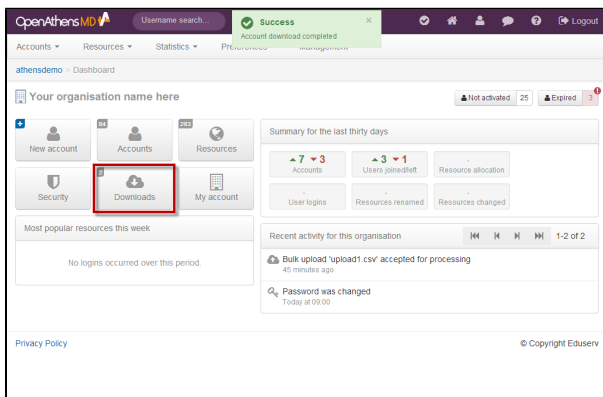 OpenAthensMD
Username search...
Success
×
Account download completed
Logout
Accounts
Resources
Statistics
Preferences
Management
athensdemo > Dashboard
Your organisation name here
Not activated 25
Expired 3
New account
84
Accounts
283
Resources
Security
2
Downloads
My account
Summary for the last thirty days
7 3
Accounts
3 1
Users joined/left
-
Resource allocation
-
User logins
-
Resources renamed
-
Resources changed
Most popular resources this week
No logins occurred over this period.
Recent activity for this organisation
1-2 of 2
Bulk upload 'upload1.csv' accepted for processing
45 minutes ago
Password was changed
Today at 09:00
Privacy Policy
© Copyright Eduserv